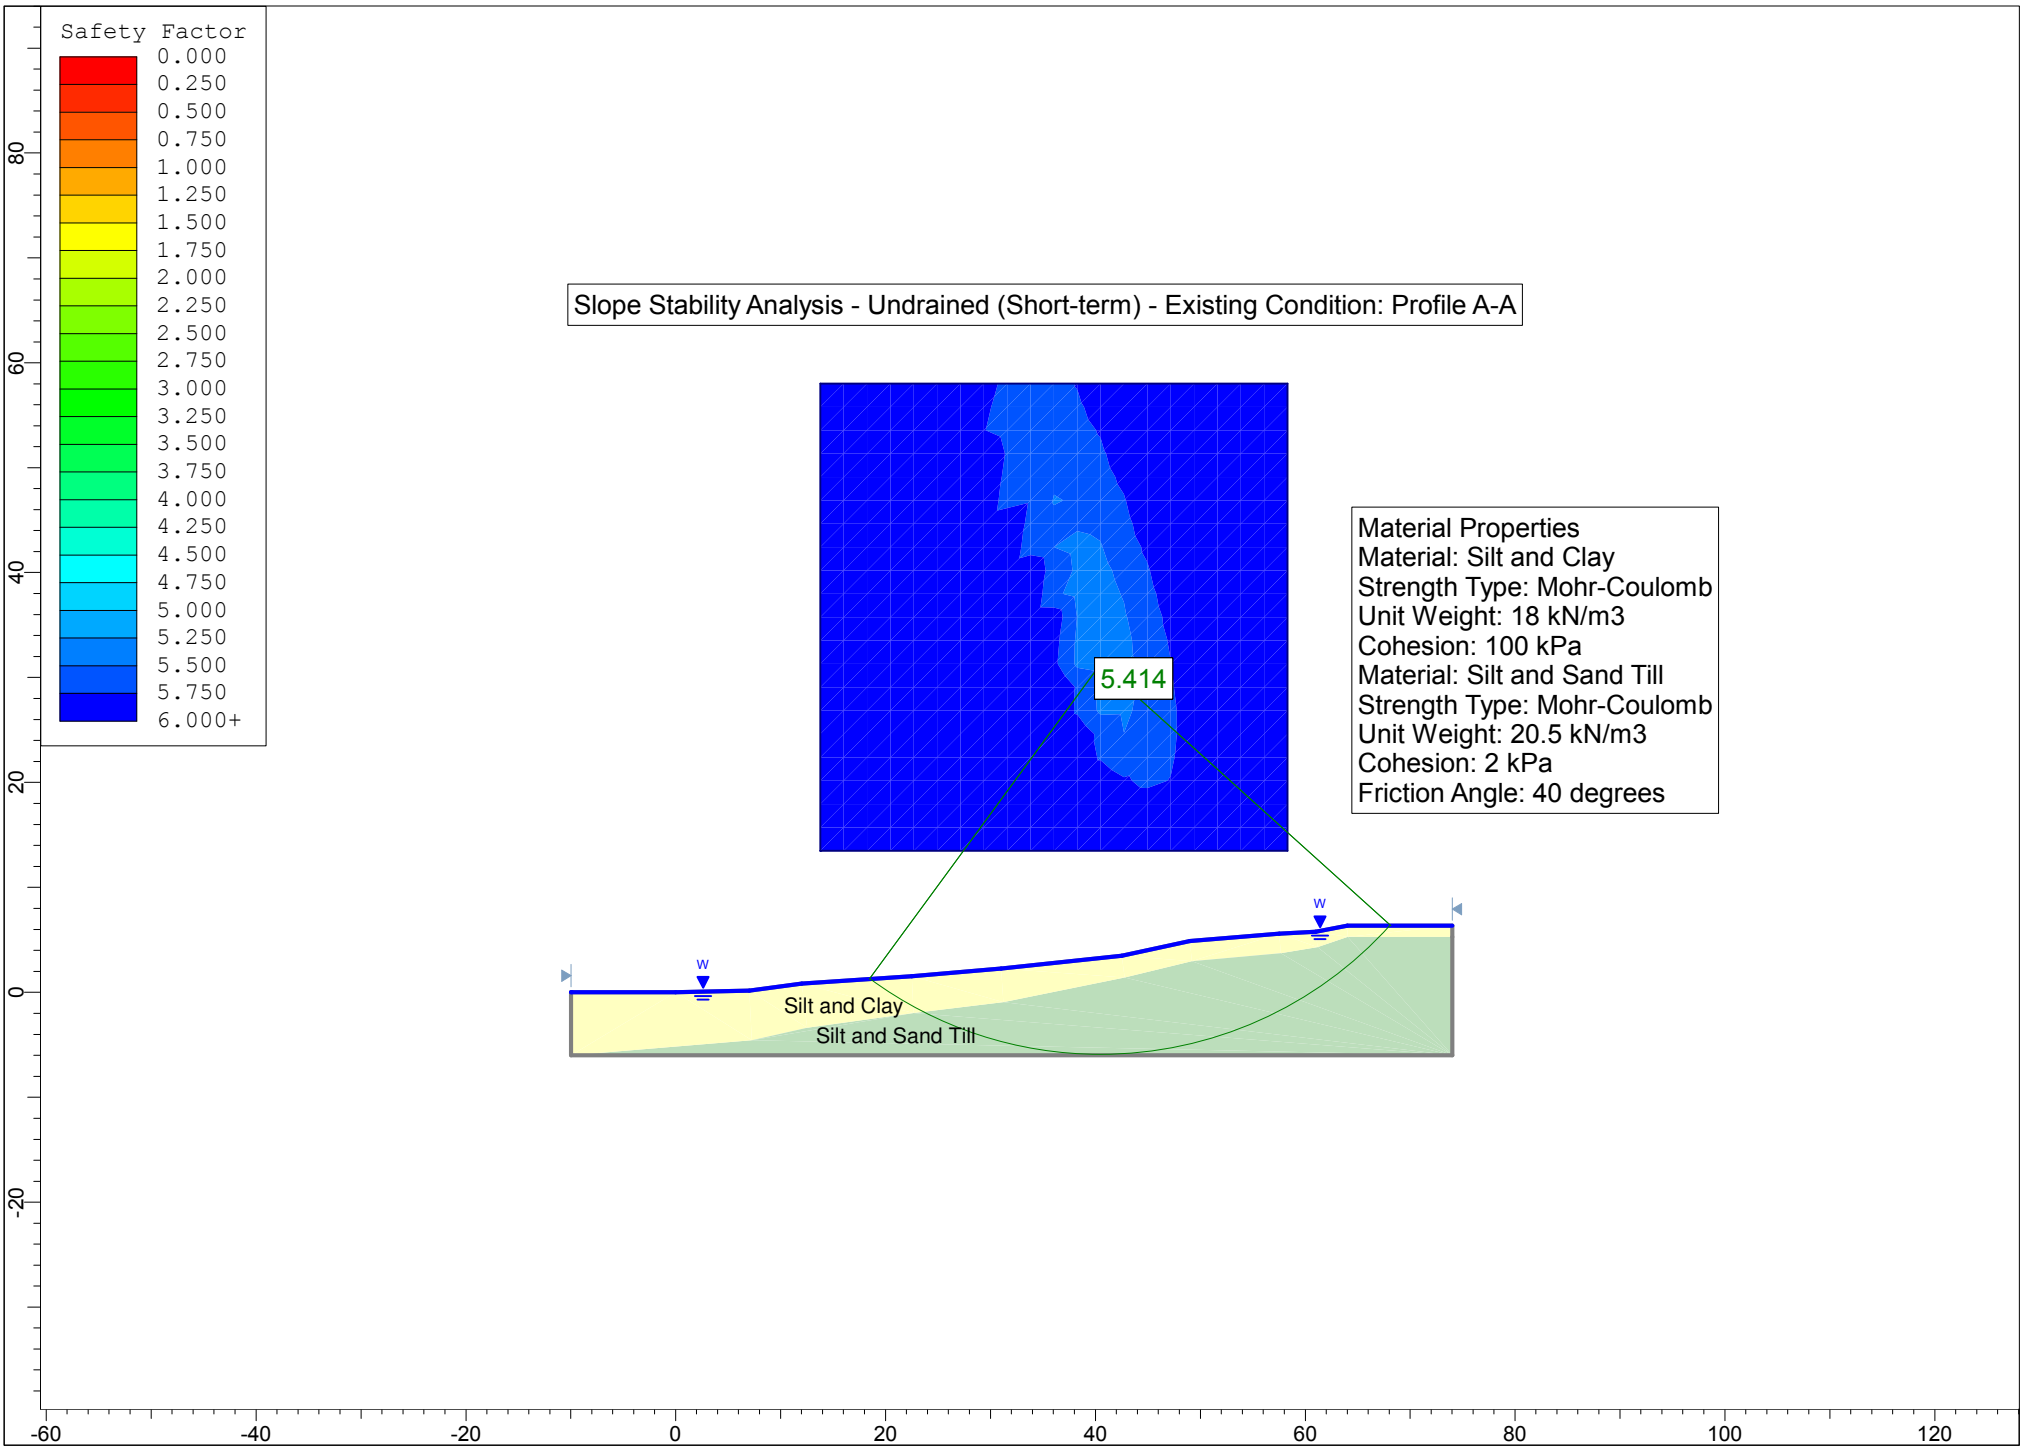 Safety Factor
0.000
0.250
0.500
0.750
1.000
1.250
1.500
1.750
2.000
2.250
2.500
2.750
3.000
3.250
3.500
3.750
4.000
4.250
4.500
4.750
5.000
5.250
5.500
5.750
6.000+
Slope Stability Analysis - Undrained (Short-term) - Existing Condition: Profile A-A
Material Properties
Material: Silt and Clay
Strength Type: Mohr-Coulomb
Unit Weight: 18 kN/m3
Cohesion: 100 kPa
Material: Silt and Sand Till
Strength Type: Mohr-Coulomb
Unit Weight: 20.5 kN/m3
Cohesion: 2 kPa
Friction Angle: 40 degrees
5.414
W
W
Silt and Clay
Silt and Sand Till
80
60
40
20
0
-20
-60
-40
-20
0
20
40
60
80
100
120